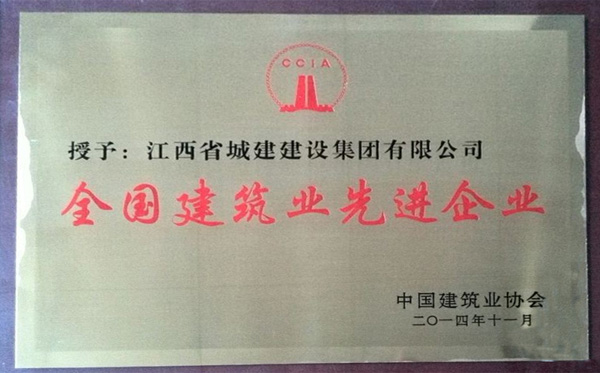 CCIA
授予：江西省城建建设集团有限公司
全国建筑业先进企业
中国建筑业协会
二〇一四年十一月